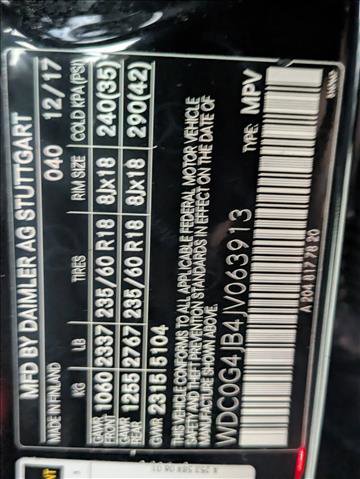 MFD BY DAIMLER AG STUTTGART
MADE IN FINLAND 040 12/17
KG LB TIRES RIM SIZE COLD KPA(PSI)
GAWR FRONT 1060 2337 235/60 R18 8Jx18 240(35)
GAWR REAR 1255 2767 235/60 R18 8Jx18 290(42)
GVWR 2315 5104
THIS VEHICLE CONFORMS TO ALL APPLICABLE FEDERAL MOTOR VEHICLE
SAFETY AND THEFT PREVENTION STANDARDS IN EFFECT ON THE DATE OF
MANUFACTURE SHOWN ABOVE.
WDC0G4JB4JV063913 TYPE: MPV
A 204 817 78 20